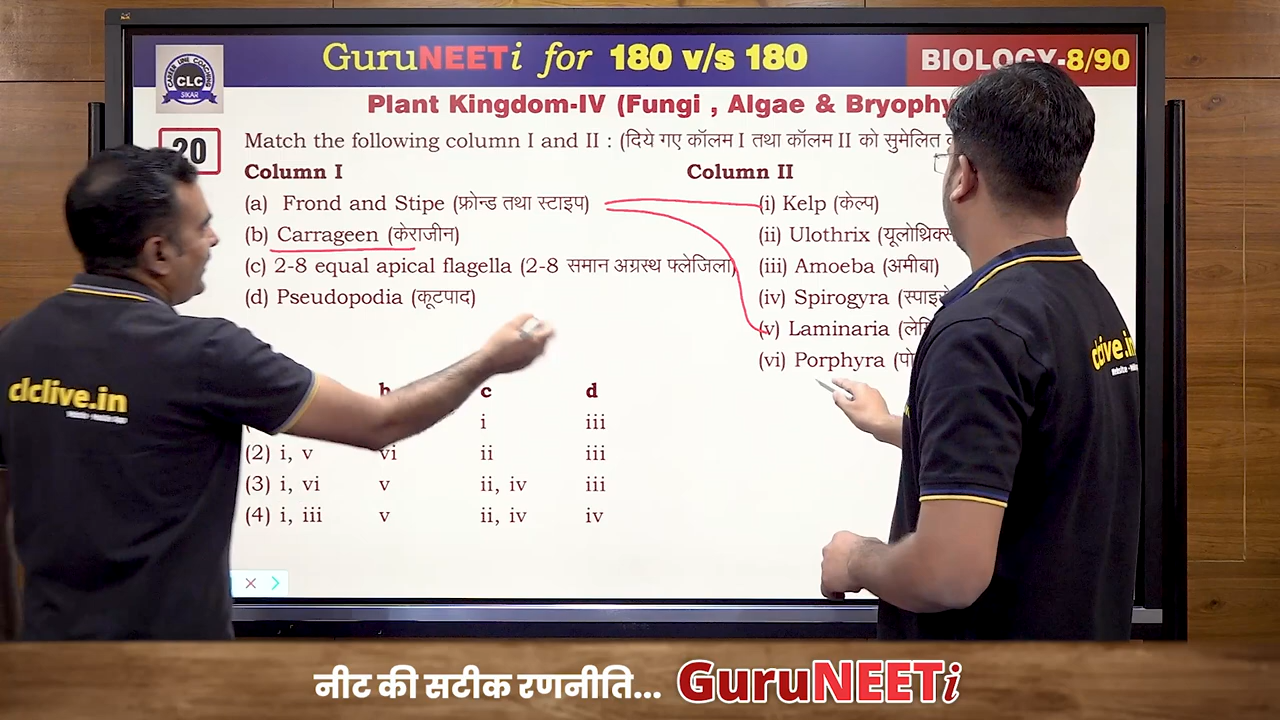 GuruNEETi for 180 v/s 180
BIOLOGY-8/90
CLC
SIKAR
Plant Kingdom-IV (Fungi , Algae &
20
Match the following column I and II : (दिये गए कॉलम I तथा कॉलम II को सुमेलित
Column I Column II
(a) Frond and Stipe (फ्रोन्ड तथा स्टाइप) (i) Kelp (केल्प)
(b) Carrageen (केराजीन) (ii) Ulothrix
(c) 2-8 equal apical flagella (2-8 समान अग्रस्थ फ्लेजिला) (iii) Amoeba (अमीबा)
(d) Pseudopodia (कूटपाद) (iv) Spirogyra
(v) Laminaria
(vi) Porphyra
c d
i iii
(2) i, v vi ii iii
(3) i, vi v ii, iv iii
(4) i, iii v ii, iv iv
clclive.in
नीट की सटीक रणनीति... GuruNEETi